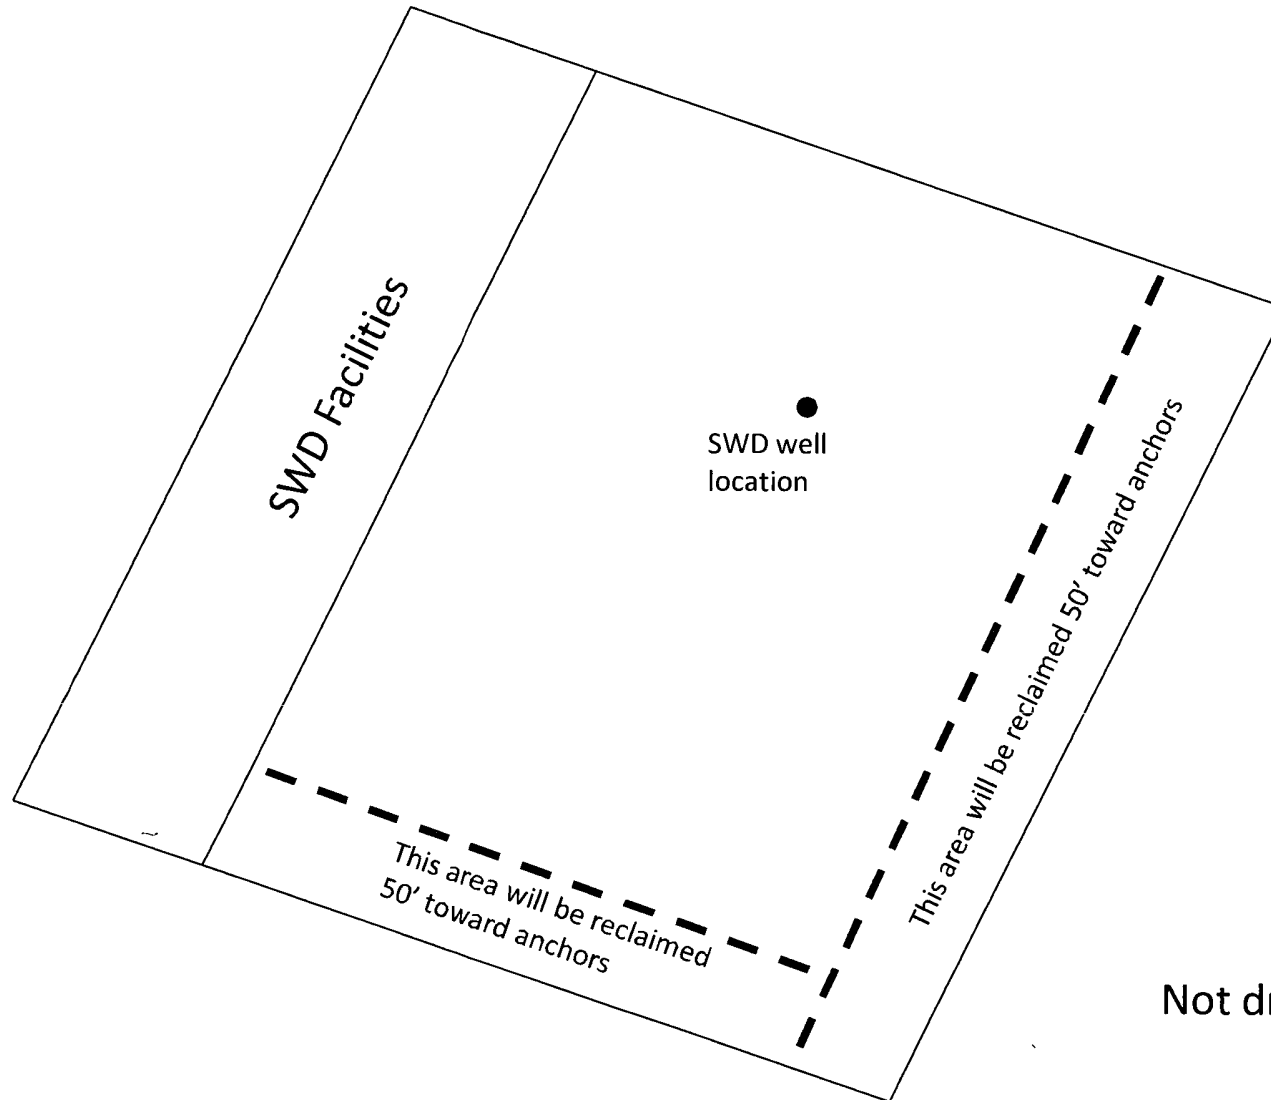 SWD Facilities
SWD well
location
This area will be reclaimed 50' toward anchors
This area will be reclaimed
50' toward anchors
Not